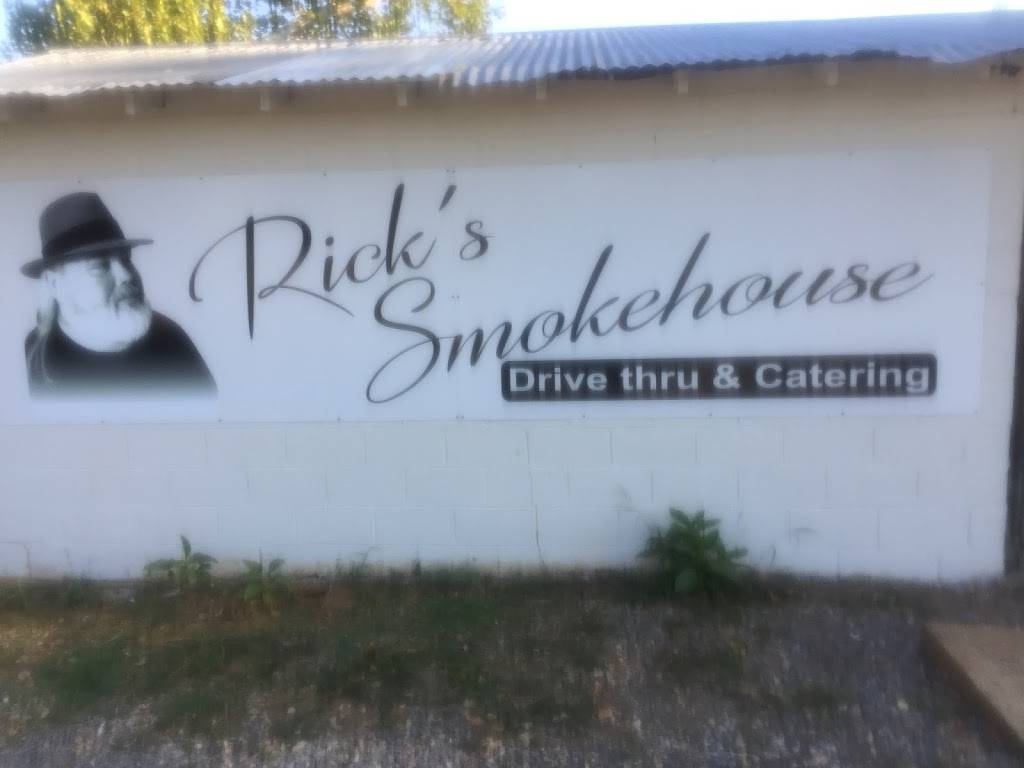 Rick's
Smokehouse
Drive thru & Catering